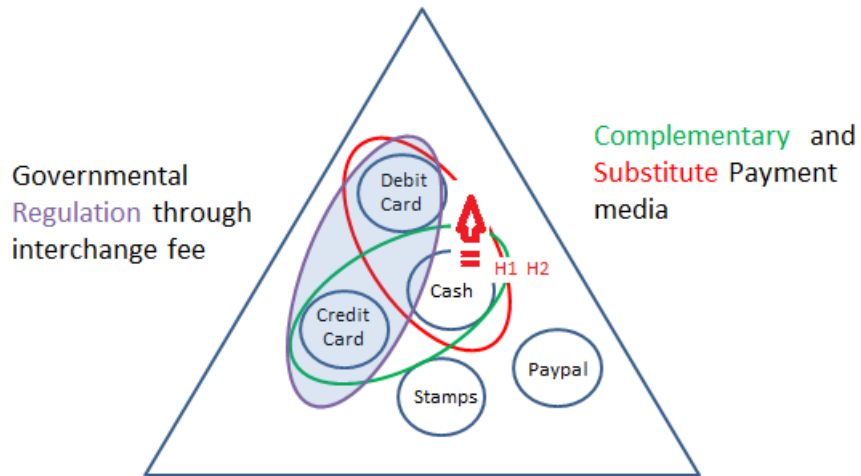 Governmental
Regulation through
interchange fee
Complementary and
Substitute Payment
media
Debit
Card
H1 H2
Cash
Credit
Card
Paypal
Stamps